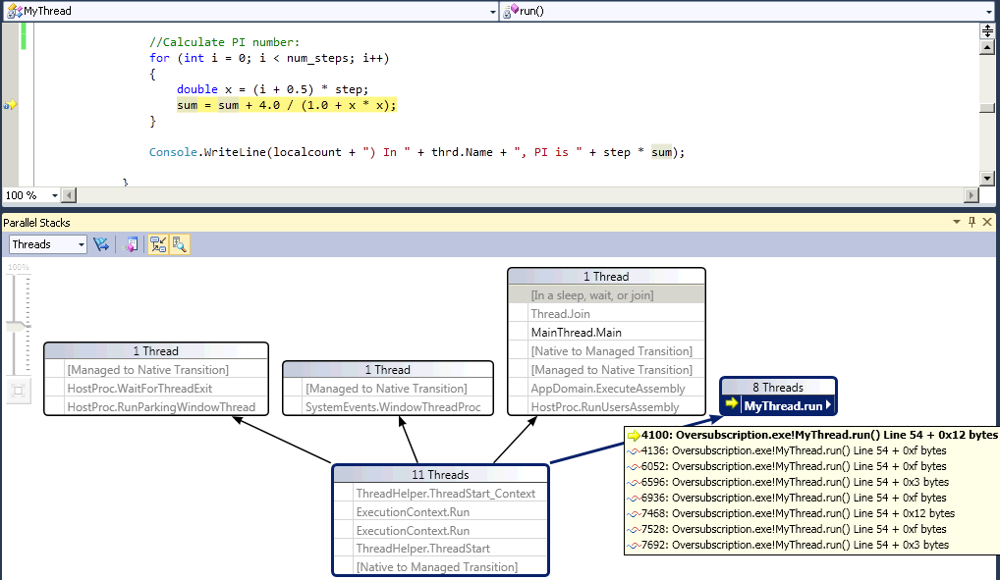 MyThread run()
//Calculate PI number:
for (int i = 0; i < num_steps; i++)
{
double x = (i + 0.5) * step;
sum = sum + 4.0 / (1.0 + x * x);
}
Console.WriteLine(localcount + ") In " + thrd.Name + ", PI is " + step * sum);
}
100 %
Parallel Stacks
Threads
100%
1 Thread
[Managed to Native Transition]
HostProc.WaitForThreadExit
HostProc.RunParkingWindowThread
1 Thread
[Managed to Native Transition]
SystemEvents.WindowThreadProc
1 Thread
[In a sleep, wait, or join]
Thread.Join
MainThread.Main
[Native to Managed Transition]
[Managed to Native Transition]
AppDomain.ExecuteAssembly
HostProc.RunUsersAssembly
8 Threads
MyThread.run
4100: Oversubscription.exe!MyThread.run() Line 54 + 0x12 bytes
4136: Oversubscription.exe!MyThread.run() Line 54 + 0xf bytes
6052: Oversubscription.exe!MyThread.run() Line 54 + 0xf bytes
6596: Oversubscription.exe!MyThread.run() Line 54 + 0x3 bytes
6936: Oversubscription.exe!MyThread.run() Line 54 + 0xf bytes
7468: Oversubscription.exe!MyThread.run() Line 54 + 0x12 bytes
7528: Oversubscription.exe!MyThread.run() Line 54 + 0xf bytes
7692: Oversubscription.exe!MyThread.run() Line 54 + 0x3 bytes
11 Threads
ThreadHelper.ThreadStart_Context
ExecutionContext.Run
ExecutionContext.Run
ThreadHelper.ThreadStart
[Native to Managed Transition]